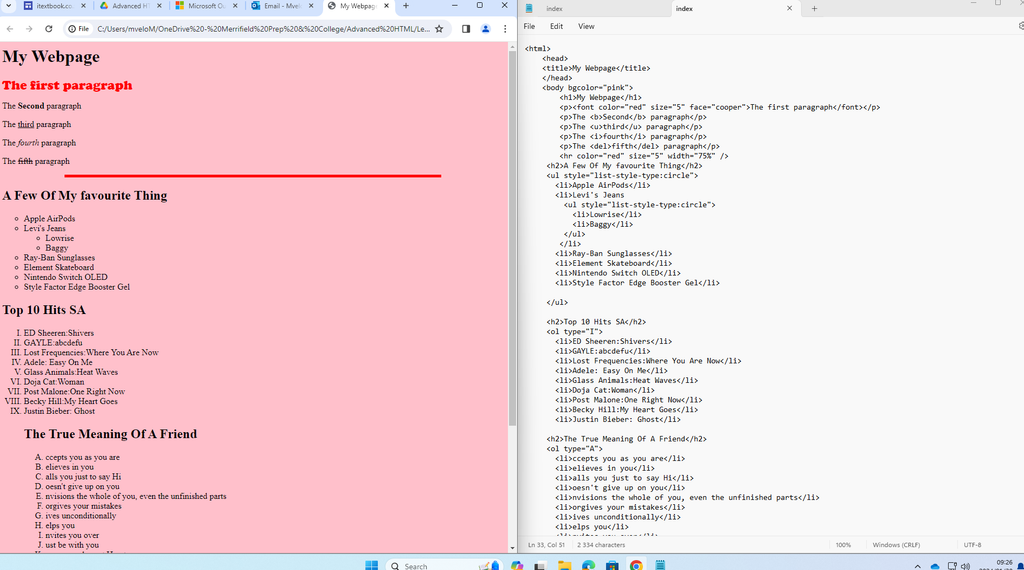 itextbook.co
Advanced H
Microsoft O
Email - Mvel
My Webpag
File
C:/Users/mveloM/OneDrive%20-%20Merrifield%20Prep%20&%20College/Advanced%20HTML/Le...
My Webpage
The first paragraph
The Second paragraph
The third paragraph
The fourth paragraph
The fifth paragraph
A Few Of My favourite Thing
Apple AirPods
Levi's Jeans
Lowrise
Baggy
Ray-Ban Sunglasses
Element Skateboard
Nintendo Switch OLED
Style Factor Edge Booster Gel
Top 10 Hits SA
I. ED Sheeren:Shivers
II. GAYLE:abcdefu
III. Lost Frequencies:Where You Are Now
IV. Adele: Easy On Me
V. Glass Animals:Heat Waves
VI. Doja Cat:Woman
VII. Post Malone:One Right Now
VIII. Becky Hill:My Heart Goes
IX. Justin Bieber: Ghost
The True Meaning Of A Friend
A. ccepts you as you are
B. elieves in you
C. alls you just to say Hi
D. oesn't give up on you
E. nvisions the whole of you, even the unfinished parts
F. orgives your mistakes
G. ives unconditionally
H. elps you
I. nvites you over
J. ust be with you
index
index
File Edit View
<html>
<head>
<title>My Webpage</title>
</head>
<body bgcolor="pink">
<h1>My Webpage</h1>
<p><font color="red" size="5" face="cooper">The first paragraph</font></p>
<p>The <b>Second</b> paragraph</p>
<p>The <u>third</u> paragraph</p>
<p>The <i>fourth</i> paragraph</p>
<p>The <del>fifth</del> paragraph</p>
<hr color="red" size="5" width="75%" />
<h2>A Few Of My favourite Thing</h2>
<ul style="list-style-type:circle">
<li>Apple AirPods</li>
<li>Levi's Jeans
<ul style="list-style-type:circle">
<li>Lowrise</li>
<li>Baggy</li>
</ul>
</li>
<li>Ray-Ban Sunglasses</li>
<li>Element Skateboard</li>
<li>Nintendo Switch OLED</li>
<li>Style Factor Edge Booster Gel</li>
</ul>
<h2>Top 10 Hits SA</h2>
<ol type="I">
<li>ED Sheeren:Shivers</li>
<li>GAYLE:abcdefu</li>
<li>Lost Frequencies:Where You Are Now</li>
<li>Adele: Easy On Me</li>
<li>Glass Animals:Heat Waves</li>
<li>Doja Cat:Woman</li>
<li>Post Malone:One Right Now</li>
<li>Becky Hill:My Heart Goes</li>
<li>Justin Bieber: Ghost</li>
<h2>The True Meaning Of A Friend</h2>
<ol type="A">
<li>ccepts you as you are</li>
<li>elieves in you</li>
<li>alls you just to say Hi</li>
<li>oesn't give up on you</li>
<li>nvisions the whole of you, even the unfinished parts</li>
<li>orgives your mistakes</li>
<li>ives unconditionally</li>
<li>elps you</li>
Ln 33, Col 51 2 334 characters 100% Windows (CRLF) UTF-8
Search
09:26